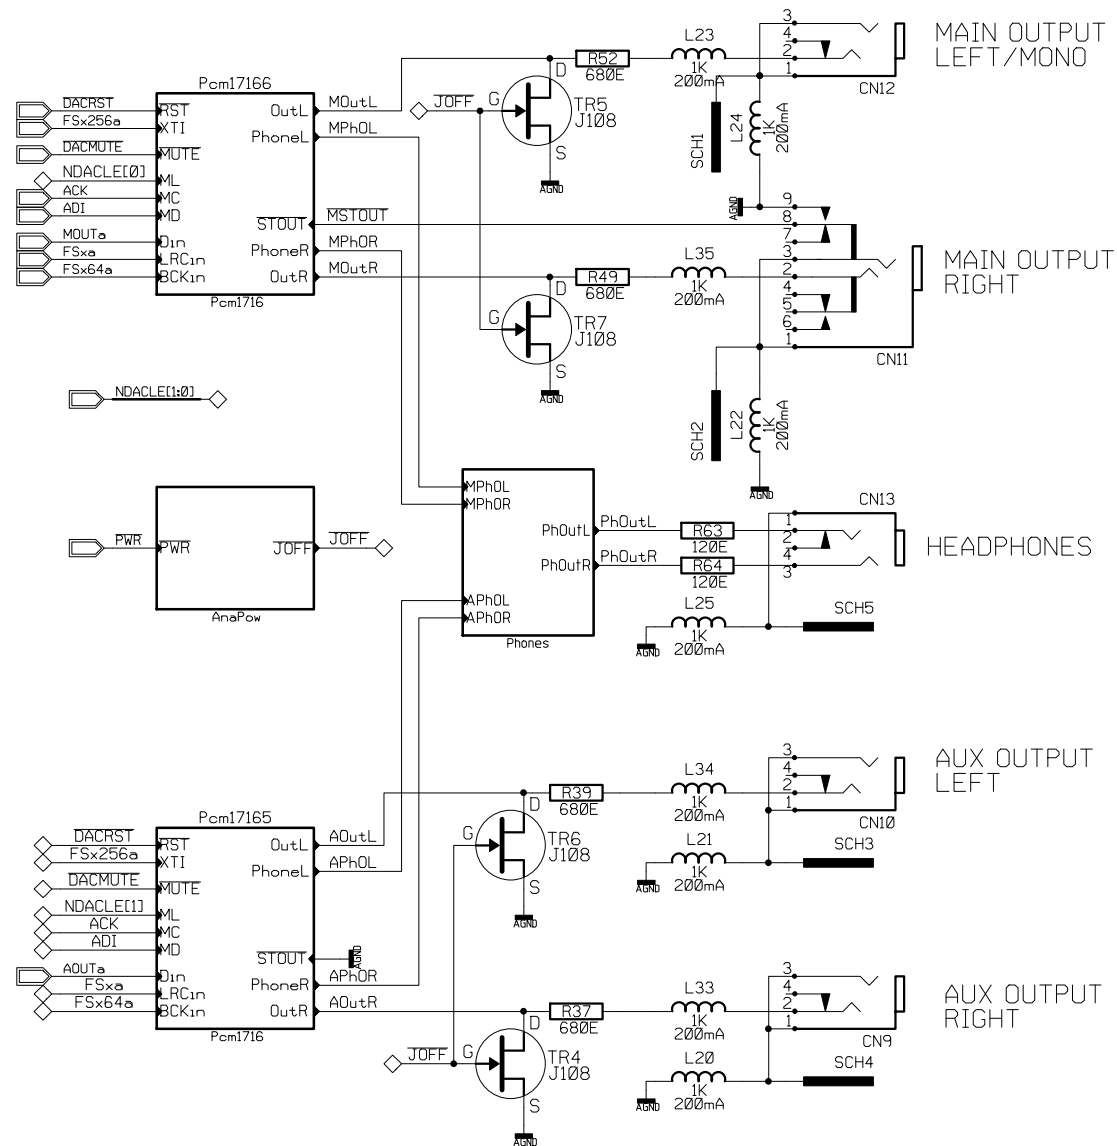 MAIN OUTPUT
LEFT/MONO
3
4
2
1
CN12
L23
1K
200mA
R52
680E
D
G
S
TR5
J108
JOFF
AGND
SCH1
L24
1K
200mA
Pcm17166
DACRST
FSx256a
DACMUTE
NDACLE[0]
ACK
ADI
MOUTa
FSxa
FSx64a
RST
XTI
MUTE
ML
MC
MD
Din
LRCin
BCKin
OutL
PhoneL
STOUT
PhoneR
OutR
Pcm1716
MOutL
MPhOL
MSTOUT
MPhOR
MOutR
AGND
9
8
7
3
2
4
5
6
1
CN11
MAIN OUTPUT
RIGHT
L35
1K
200mA
R49
680E
D
G
S
TR7
J108
AGND
SCH2
L22
1K
200mA
AGND
NDACLE[1:0]
PWR
PWR
JOFF
JOFF
AnaPow
MPhOL
MPhOR
APhOL
APhOR
PhOutL
PhOutR
Phones
PhOutL
PhOutR
R63
120E
R64
120E
CN13
1
2
4
3
HEADPHONES
L25
1K
200mA
AGND
SCH5
AUX OUTPUT
LEFT
3
4
2
1
CN10
L34
1K
200mA
R39
680E
D
G
S
TR6
J108
AGND
L21
1K
200mA
AGND
SCH3
Pcm17165
DACRST
FSx256a
DACMUTE
NDACLE[1]
ACK
ADI
AOUTa
FSxa
FSx64a
RST
XTI
MUTE
ML
MC
MD
Din
LRCin
BCKin
OutL
PhoneL
STOUT
PhoneR
OutR
Pcm1716
AOutL
APhOL
AGND
APhOR
AOutR
JOFF
AUX OUTPUT
RIGHT
3
4
2
1
CN9
L33
1K
200mA
R37
680E
D
G
S
TR4
J108
AGND
L20
1K
200mA
AGND
SCH4